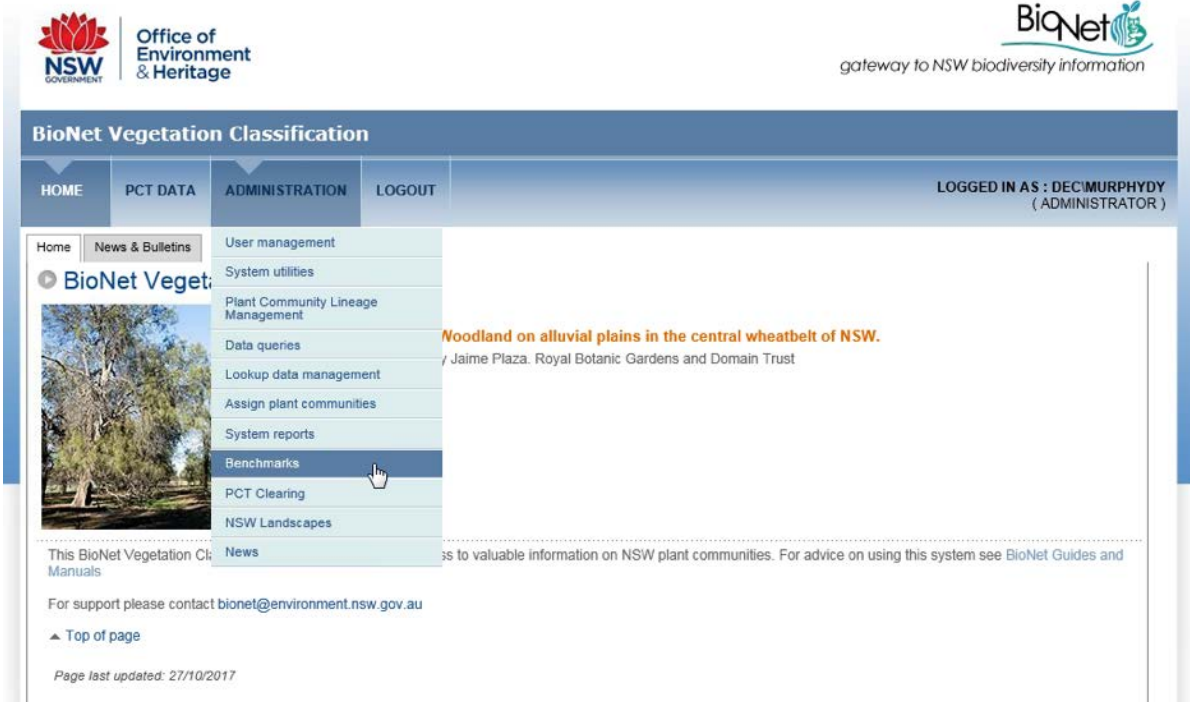 NSW
GOVERNMENT
Office of
Environment
& Heritage
BioNet
gateway to NSW biodiversity information
BioNet Vegetation Classification
HOME
PCT DATA
ADMINISTRATION
LOGOUT
LOGGED IN AS : DEC\MURPHYDY
( ADMINISTRATOR )
Home
News & Bulletins
User management
System utilities
Plant Community Lineage
Management
Data queries
Lookup data management
Assign plant communities
System reports
Benchmarks
PCT Clearing
NSW Landscapes
News
BioNet Veget
Woodland on alluvial plains in the central wheatbelt of NSW.
Jaime Plaza. Royal Botanic Gardens and Domain Trust
This BioNet Vegetation Cl ss to valuable information on NSW plant communities. For advice on using this system see BioNet Guides and
Manuals
For support please contact bionet@environment.nsw.gov.au
Top of page
Page last updated: 27/10/2017